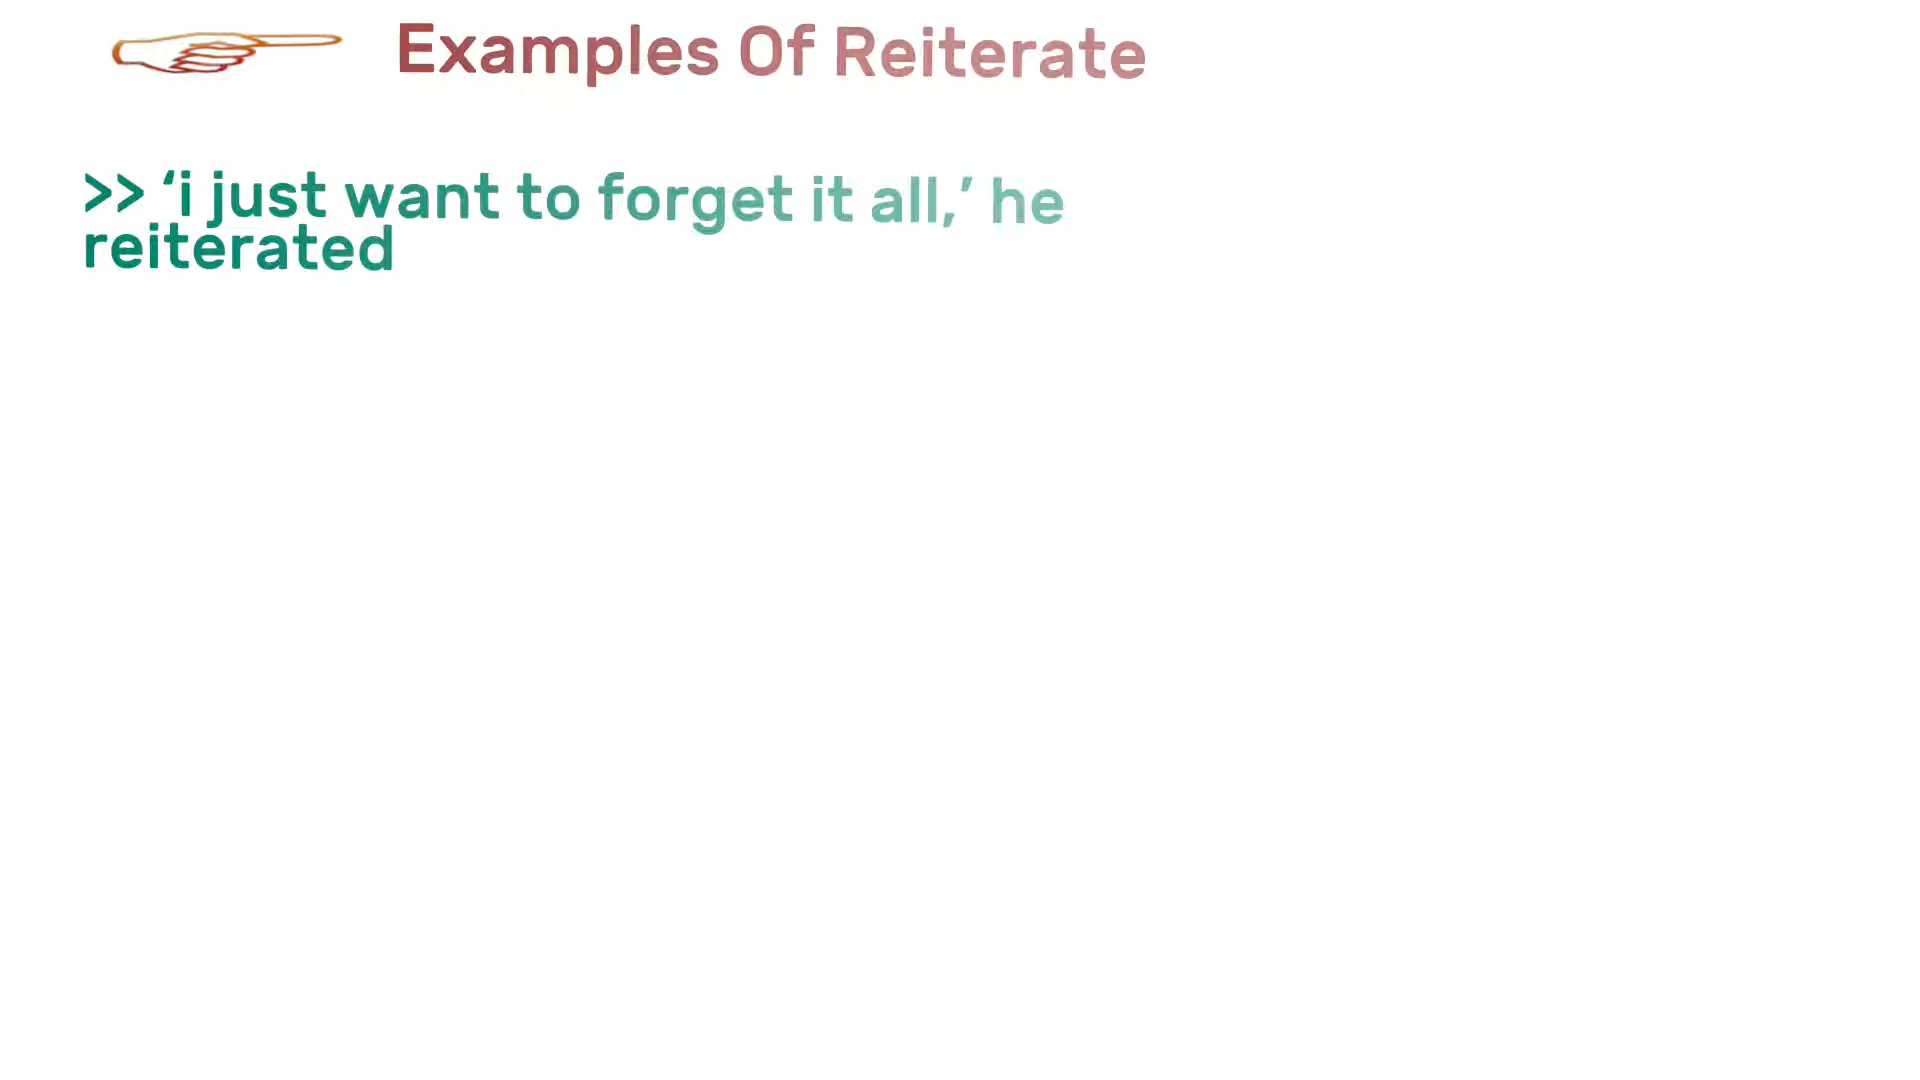 Examples Of Reiterate
>> ‘i just want to forget it all,’ he
reiterated